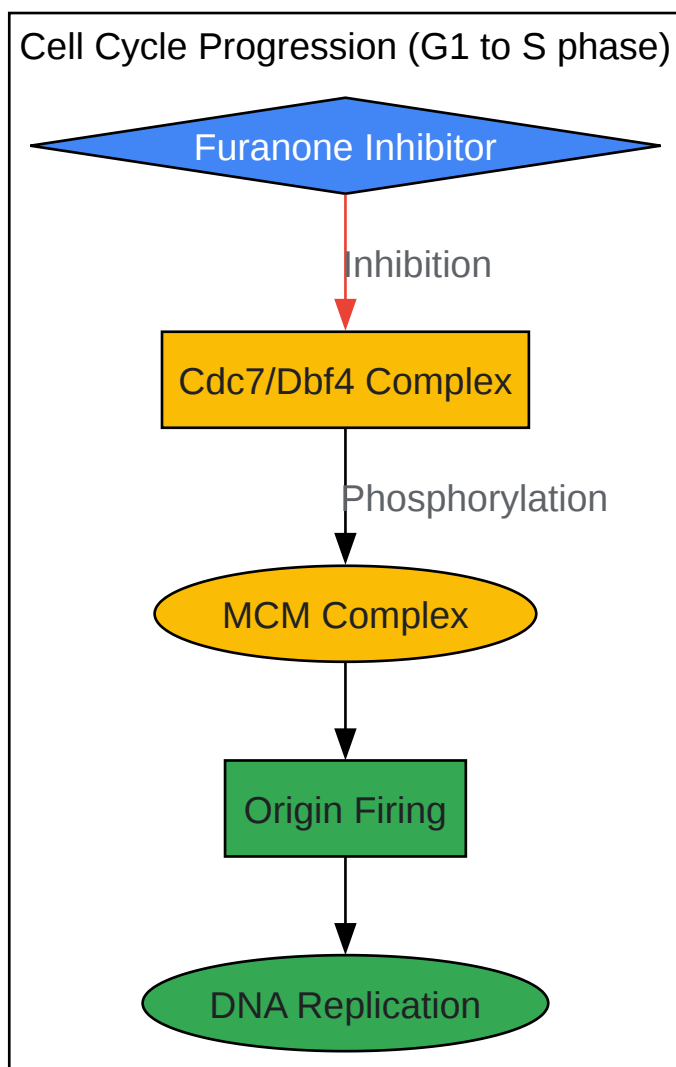 Cell Cycle Progression (G1 to S phase)
Furanone Inhibitor
Inhibition
Cdc7/Dbf4 Complex
Phosphorylation
MCM Complex
Origin Firing
DNA Replication